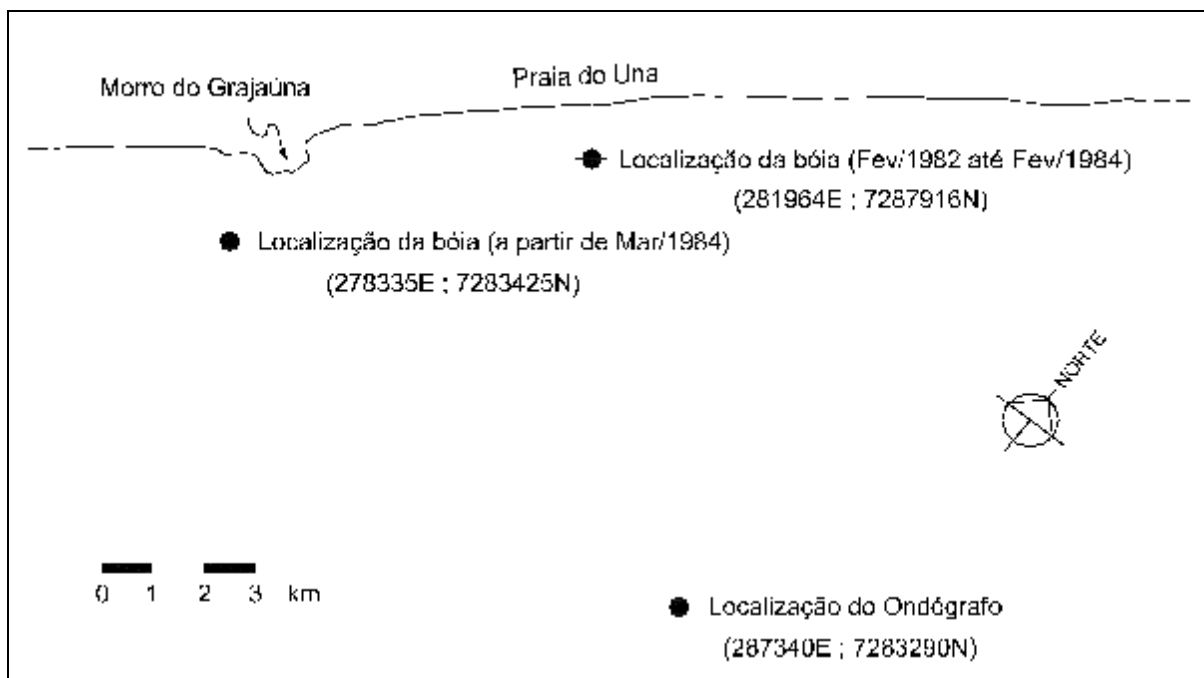 Praia do Una
Morro do Grajaúna
Localização da bóia (Fev/1982 até Fev/1984)
(281964E ; 7287916N)
Localização da bóia (a partir de Mar/1984)
(278335E ; 7283425N)
NORTE
0 1 2 3 km
Localização do Ondógrafo
(287340E ; 7283290N)